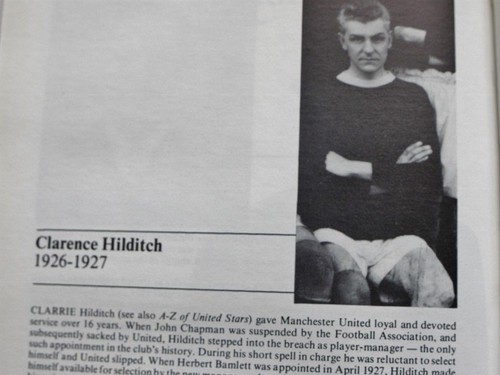 Clarence Hilditch
1926-1927
CLARRIE Hilditch (see also A-Z of United Stars) gave Manchester United loyal and devoted
service over 16 years. When John Chapman was suspended by the Football Association, and
subsequently sacked by United, Hilditch stepped into the breach as player-manager — the only
such appointment in the club's history. During his short spell in charge he was reluctant to select
himself and United slipped. When Herbert Bamlett was appointed in April 1927, Hilditch made
himself available for selection by the new